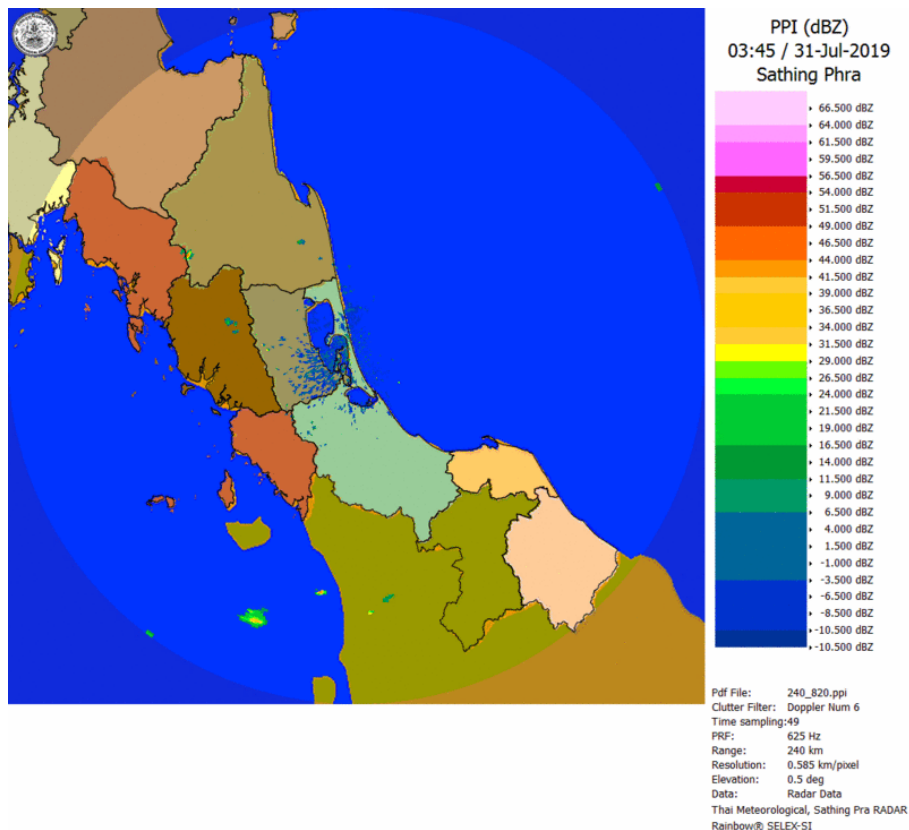 PPI (dBZ)
03:45 / 31-Jul-2019
Sathing Phra
66.500 dBZ
64.000 dBZ
61.500 dBZ
59.500 dBZ
56.500 dBZ
54.000 dBZ
51.500 dBZ
49.000 dBZ
46.500 dBZ
44.000 dBZ
41.500 dBZ
39.000 dBZ
36.500 dBZ
34.000 dBZ
31.500 dBZ
29.000 dBZ
26.500 dBZ
24.000 dBZ
21.500 dBZ
19.000 dBZ
16.500 dBZ
14.000 dBZ
11.500 dBZ
9.000 dBZ
6.500 dBZ
4.000 dBZ
1.500 dBZ
-1.000 dBZ
-3.500 dBZ
-6.500 dBZ
-8.500 dBZ
-10.500 dBZ
-10.500 dBZ
Pdf File: 240_820.ppi
Clutter Filter: Doppler Num 6
Time sampling:49
PRF: 625 Hz
Range: 240 km
Resolution: 0.585 km/pixel
Elevation: 0.5 deg
Data: Radar Data
Thai Meteorological, Sathing Pra RADAR
Rainbow® SELEX-SI